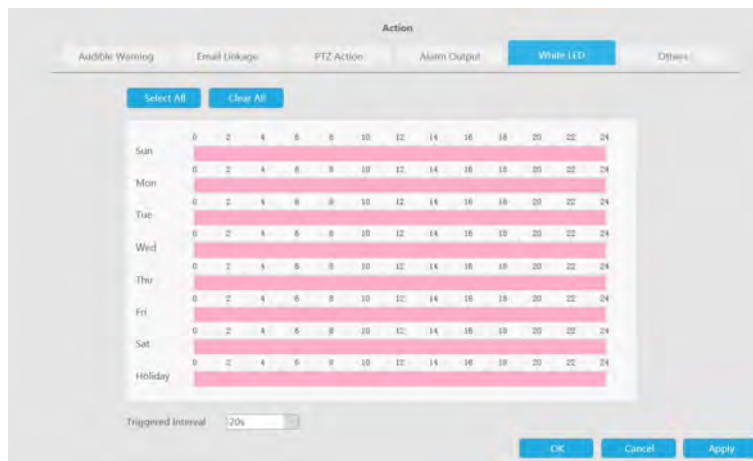 Action
Audible Warning Email Linkage PTZ Action Alarm Output White LED Others
Select All Clear All
0 2 4 6 8 10 12 14 16 18 20 22 24
Sun
0 2 4 6 8 10 12 14 16 18 20 22 24
Mon
0 2 4 6 8 10 12 14 16 18 20 22 24
Tue
0 2 4 6 8 10 12 14 16 18 20 22 24
Wed
0 2 4 6 8 10 12 14 16 18 20 22 24
Thu
0 2 4 6 8 10 12 14 16 18 20 22 24
Fri
0 2 4 6 8 10 12 14 16 18 20 22 24
Sat
0 2 4 6 8 10 12 14 16 18 20 22 24
Holiday
Triggered Interval 20s
OK Cancel Apply